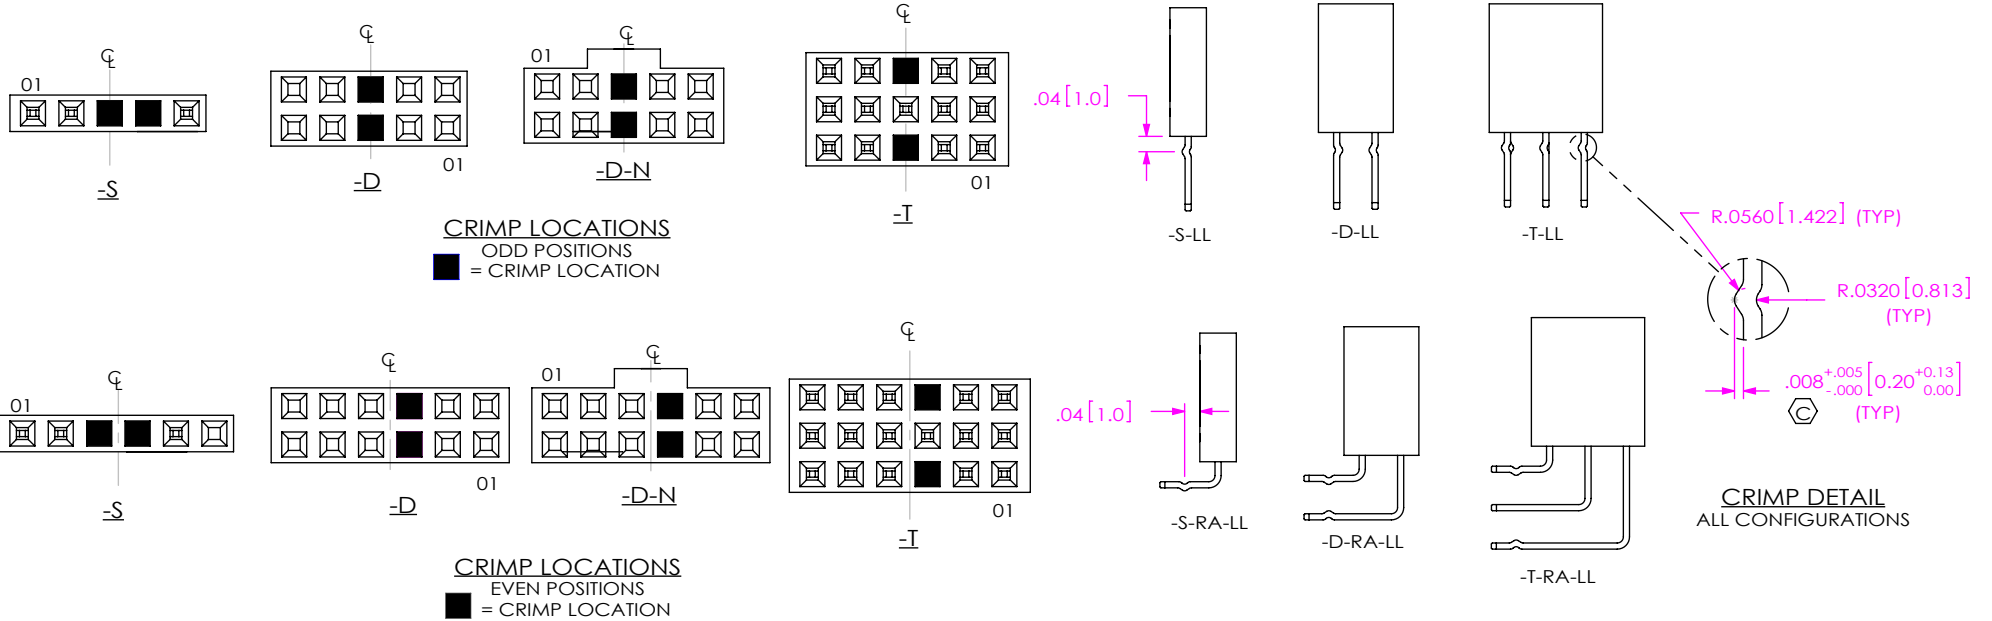 ℄
℄
℄
℄
01
01
01
01
-S
-D
-D-N
-T
CRIMP LOCATIONS
ODD POSITIONS
= CRIMP LOCATION
.04[1.0]
-S-LL
-D-LL
-T-LL
R.0560[1.422] (TYP)
R.0320[0.813]
(TYP)
.008 +.005 -.000 [0.20 +0.13 0.00]
(TYP)
C
CRIMP DETAIL
ALL CONFIGURATIONS
℄
℄
℄
℄
01
01
01
01
-S
-D
-D-N
-T
CRIMP LOCATIONS
EVEN POSITIONS
= CRIMP LOCATION
.04[1.0]
-S-RA-LL
-D-RA-LL
-T-RA-LL